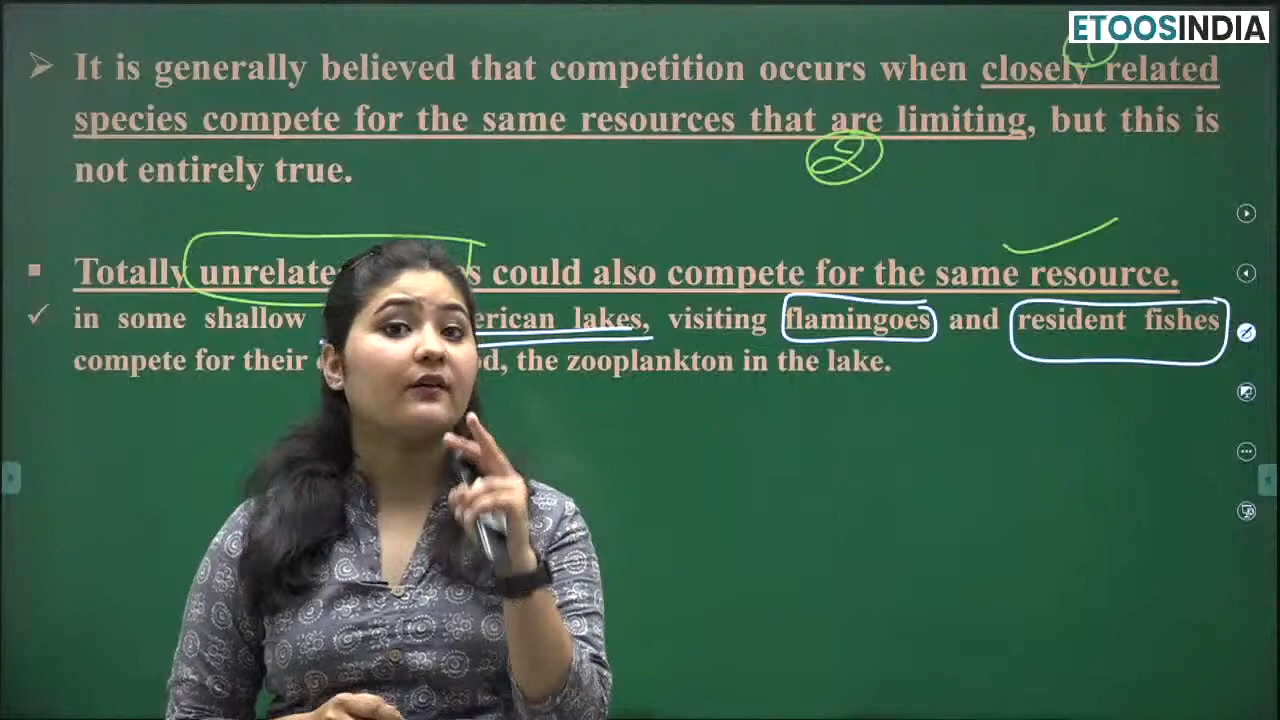 ETOOSINDIA
1
It is generally believed that competition occurs when closely related
species compete for the same resources that are limiting, but this is
2
not entirely true.
Totally could also compete for the same resource.
in some shallow lakes, visiting flamingoes and resident fishes
compete for their the zooplankton in the lake.